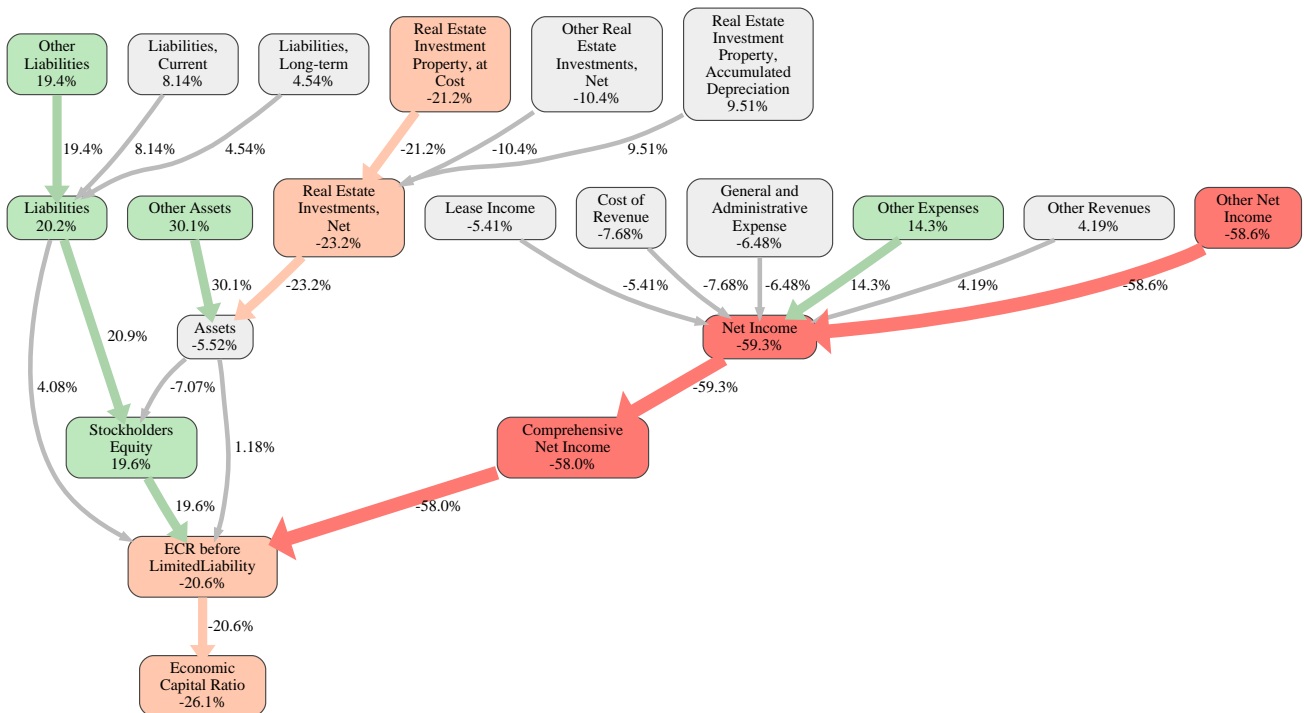 Other
Liabilities
19.4%
Liabilities,
Current
8.14%
Liabilities,
Long-term
4.54%
Real Estate
Investment
Property, at
Cost
-21.2%
Other Real
Estate
Investments,
Net
-10.4%
Real Estate
Investment
Property,
Accumulated
Depreciation
9.51%
19.4%
8.14%
4.54%
-21.2%
-10.4%
9.51%
Liabilities
20.2%
Other Assets
30.1%
Real Estate
Investments,
Net
-23.2%
Lease Income
-5.41%
Cost of
Revenue
-7.68%
General and
Administrative
Expense
-6.48%
Other Expenses
14.3%
Other Revenues
4.19%
Other Net
Income
-58.6%
30.1%
-23.2%
-5.41%
-7.68%
-6.48%
14.3%
4.19%
-58.6%
Assets
-5.52%
Net Income
-59.3%
20.9%
4.08%
-7.07%
1.18%
-59.3%
Stockholders
Equity
19.6%
Comprehensive
Net Income
-58.0%
19.6%
-58.0%
ECR before
LimitedLiability
-20.6%
-20.6%
Economic
Capital Ratio
-26.1%